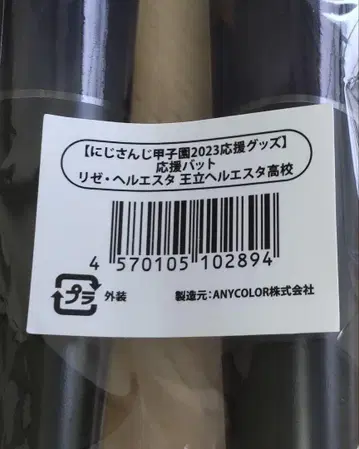 【にじさんじ甲子園2023応援グッズ】
応援バット
リゼ・ヘルエスタ 王立ヘルエスタ高校
4 570105 102894
プラ 外装 製造元:ANYCOLOR株式会社